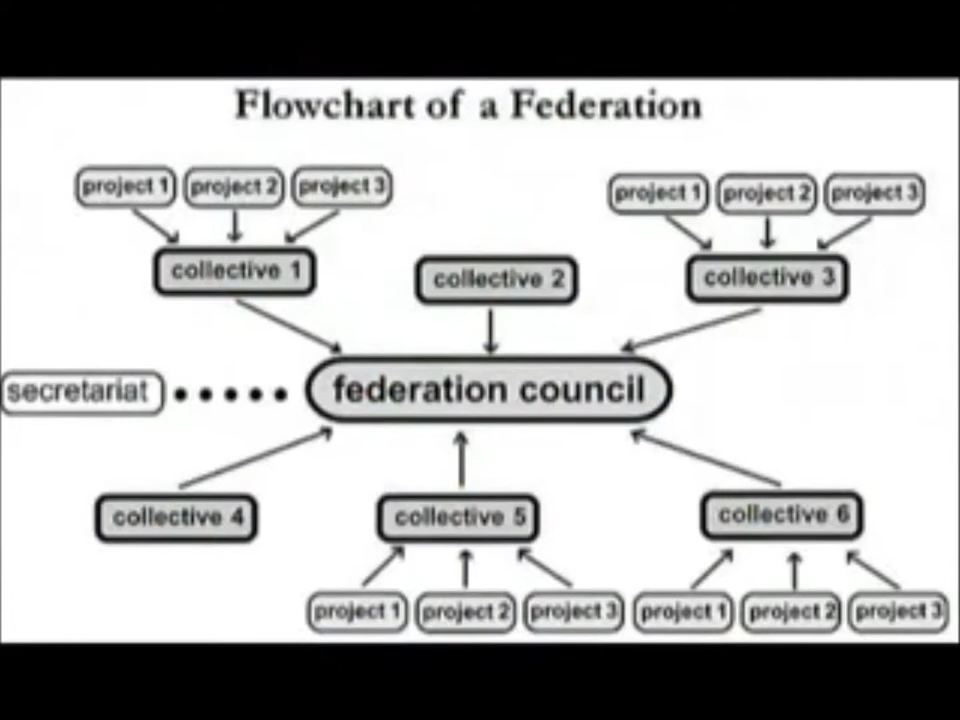 Flowchart of a Federation
project 1 project 2 project 3
project 1 project 2 project 3
collective 1
collective 2
collective 3
secretariat
federation council
collective 4
collective 5
collective 6
project 1 project 2 project 3
project 1 project 2 project 3